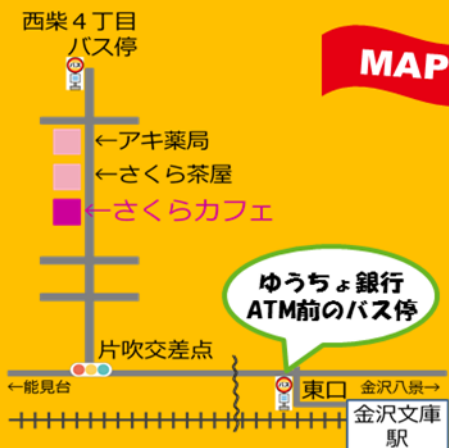 西柴4丁目
バス停
MAP
←アキ薬局
←さくら茶屋
←さくらカフェ
ゆうちょ銀行
ATM前のバス停
片吹交差点
←能見台
東口
金沢八景→
金沢文庫
駅